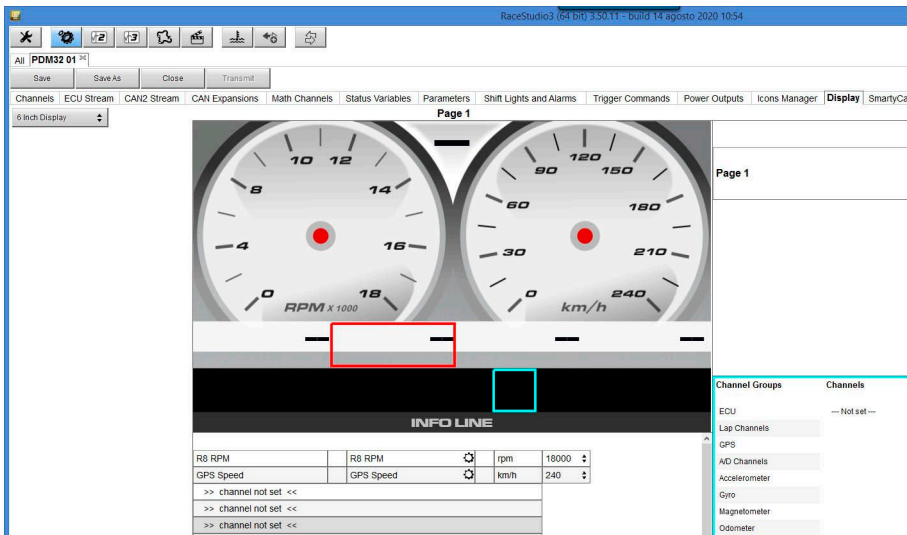 RaceStudio3 (64 bit) 3.50.11 - build 14 agosto 2020 10:54
All PDM32 01
Save Save As Close Transmit
Channels ECU Stream CAN2 Stream CAN Expansions Math Channels Status Variables Parameters Shift Lights and Alarms Trigger Commands Power Outputs Icons Manager Display SmartyCa
6 Inch Display
Page 1
Page 1
0 4 8 10 12 14 16 18
RPM x 1000
0 30 60 90 120 150 180 210 240
km/h
INFO LINE
R8 RPM R8 RPM rpm 18000
GPS Speed GPS Speed km/h 240
>> channel not set <<
>> channel not set <<
>> channel not set <<
Channel Groups Channels
ECU --- Not set ---
Lap Channels
GPS
A/D Channels
Accelerometer
Gyro
Magnetometer
Odometer